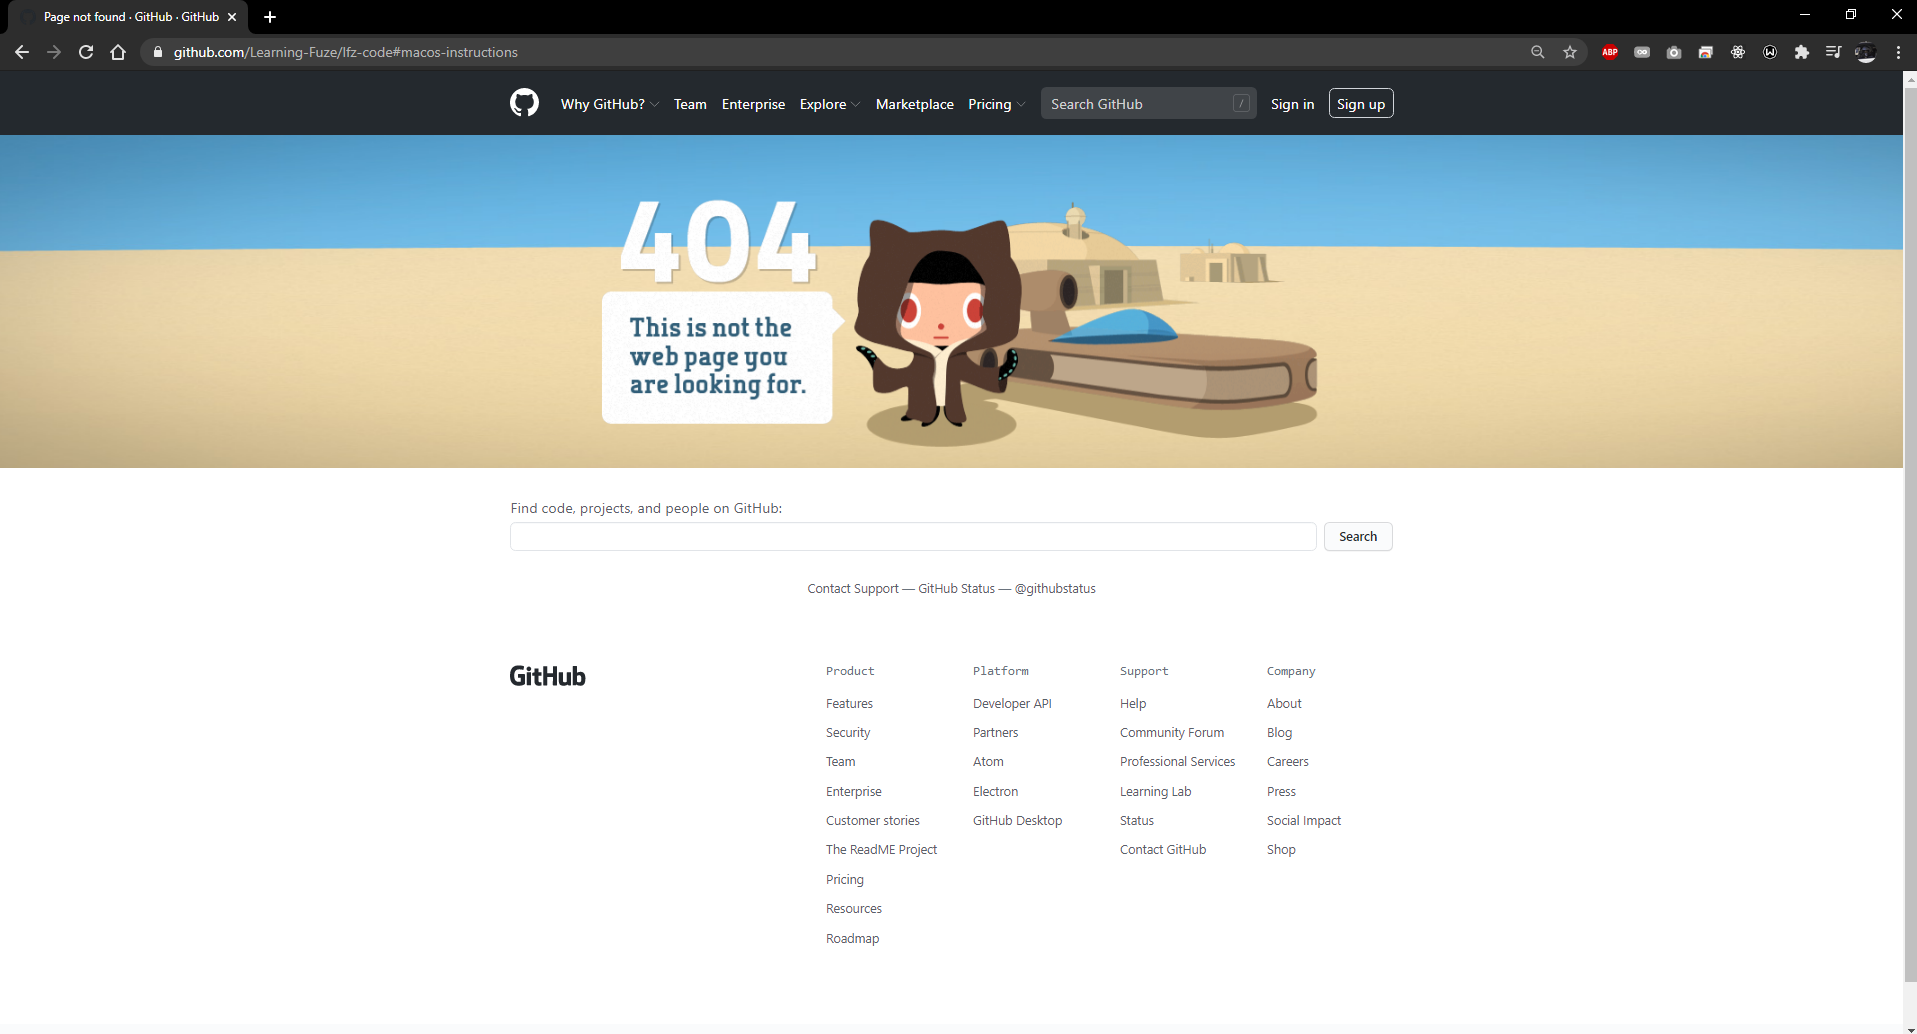 Page not found · GitHub · GitHub
github.com/Learning-Fuze/lfz-code#macos-instructions
ABP
Why GitHub? Team Enterprise Explore Marketplace Pricing Search GitHub / Sign in Sign up
404
This is not the
web page you
are looking for.
Find code, projects, and people on GitHub:
Search
Contact Support — GitHub Status — @githubstatus
GitHub
Product
Features
Security
Team
Enterprise
Customer stories
The ReadME Project
Pricing
Resources
Roadmap
Platform
Developer API
Partners
Atom
Electron
GitHub Desktop
Support
Help
Community Forum
Professional Services
Learning Lab
Status
Contact GitHub
Company
About
Blog
Careers
Press
Social Impact
Shop